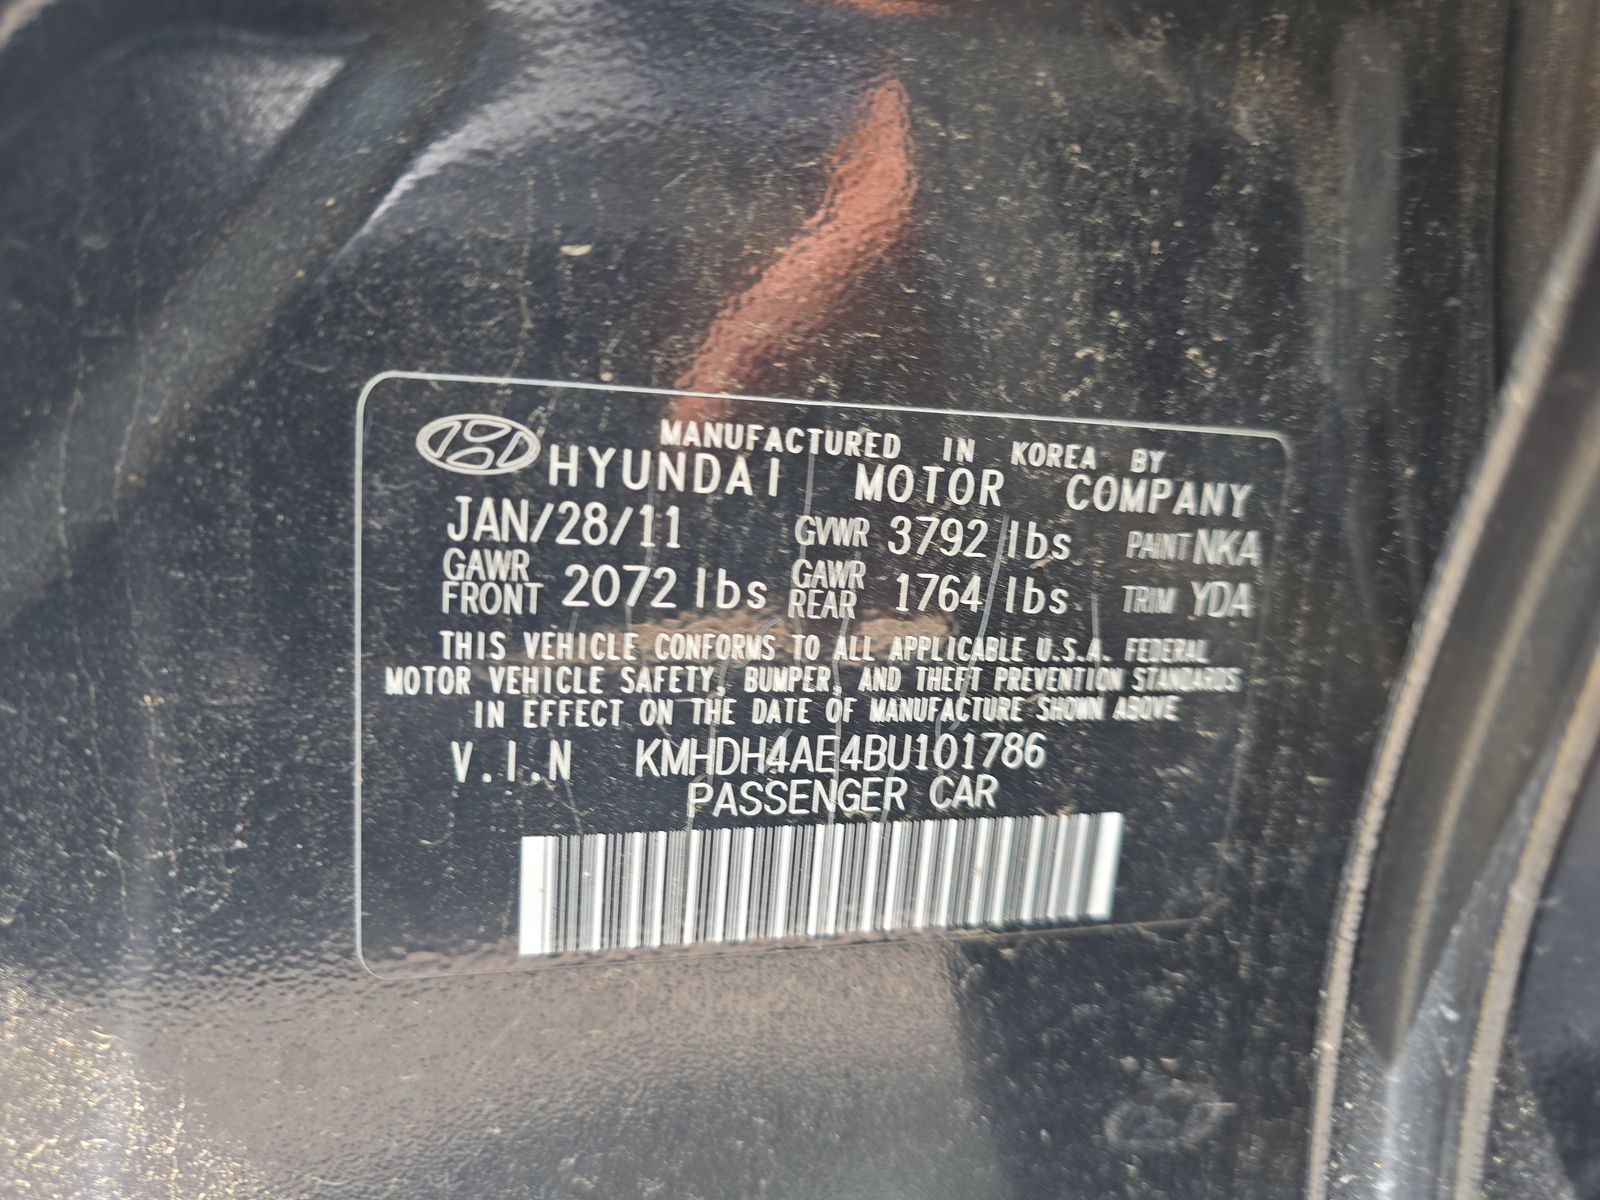 MANUFACTURED IN KOREA BY
HYUNDAI MOTOR COMPANY
JAN/28/11 GVWR 3792 lbs PAINT NKA
GAWR FRONT 2072 lbs GAWR REAR 1764 lbs TRIM YDA
THIS VEHICLE CONFORMS TO ALL APPLICABLE U.S.A. FEDERAL
MOTOR VEHICLE SAFETY, BUMPER, AND THEFT PREVENTION STANDARDS
IN EFFECT ON THE DATE OF MANUFACTURE SHOWN ABOVE
V.I.N KMHDH4AE4BU101786
PASSENGER CAR